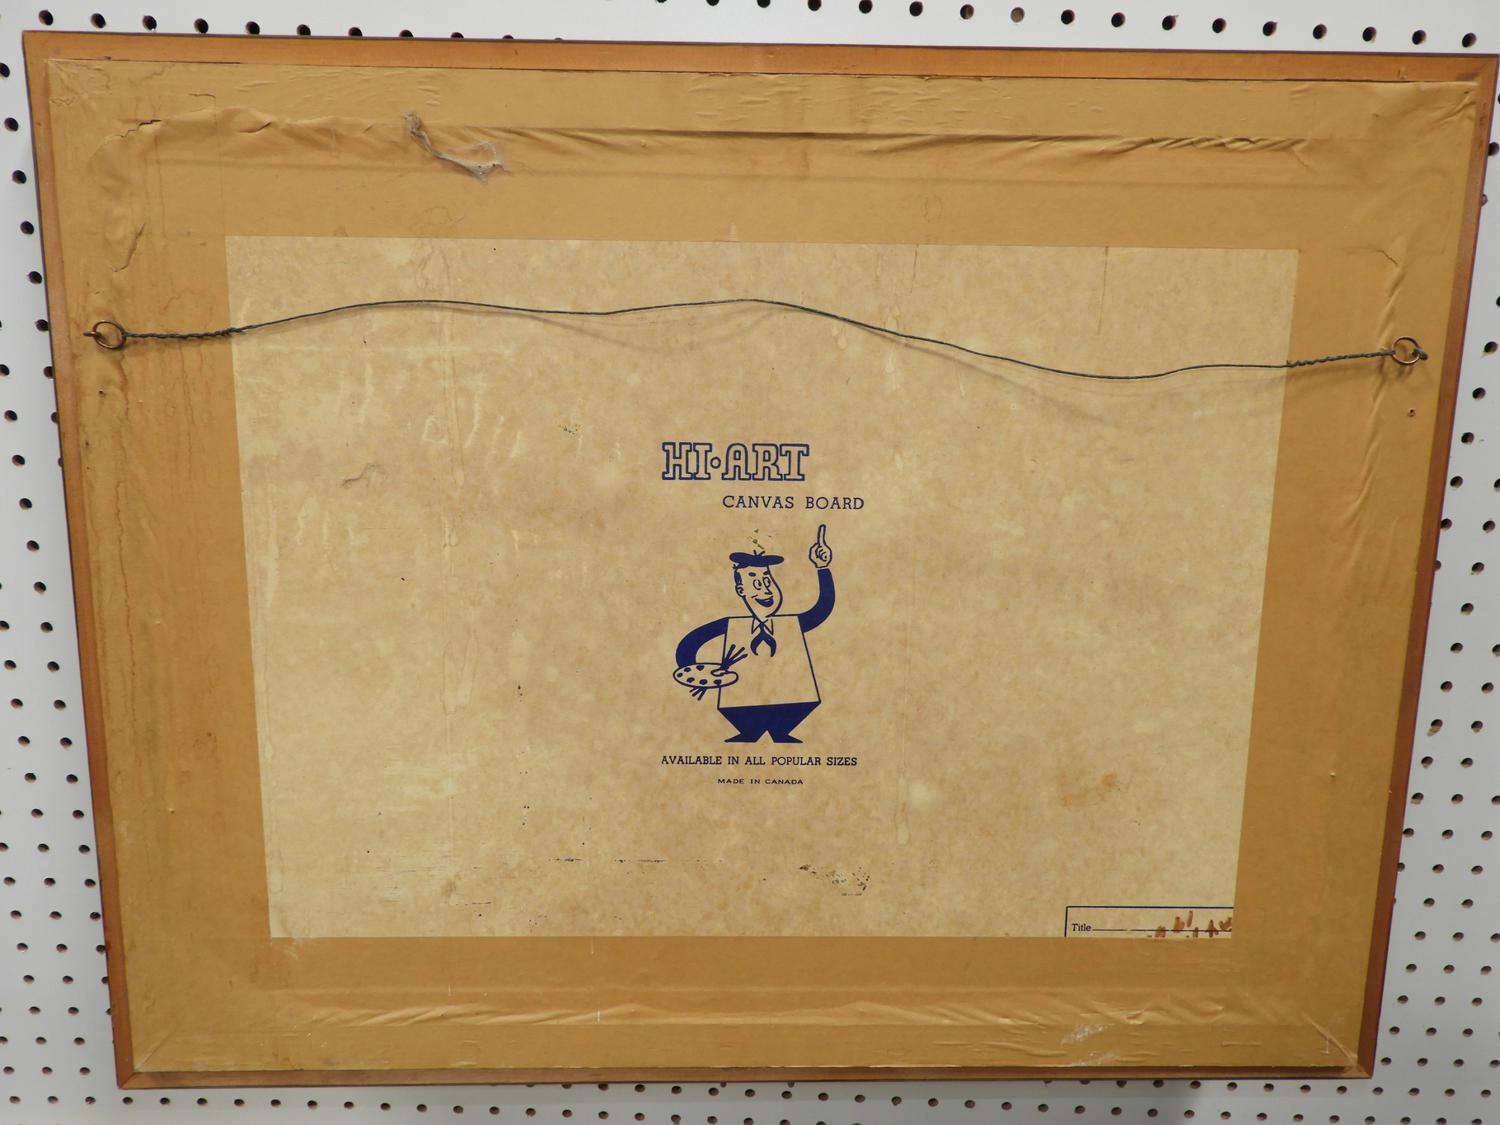 HI·ART
CANVAS BOARD
AVAILABLE IN ALL POPULAR SIZES
MADE IN CANADA
Title